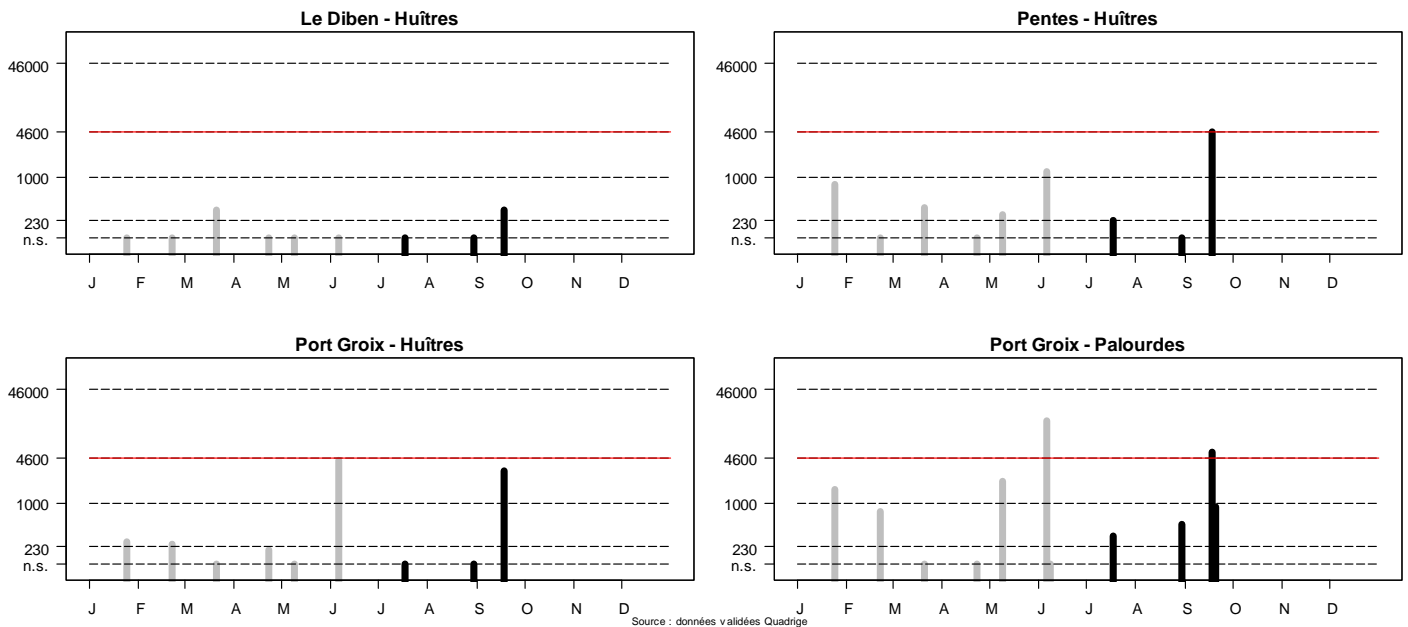 Le Diben - Huîtres
46000
4600
1000
230
n.s.
J F M A M J J A S O N D
Pentes - Huîtres
46000
4600
1000
230
n.s.
J F M A M J J A S O N D
Port Groix - Huîtres
46000
4600
1000
230
n.s.
J F M A M J J A S O N D
Port Groix - Palourdes
46000
4600
1000
230
n.s.
J F M A M J J A S O N D
Source : données validées Quadrige